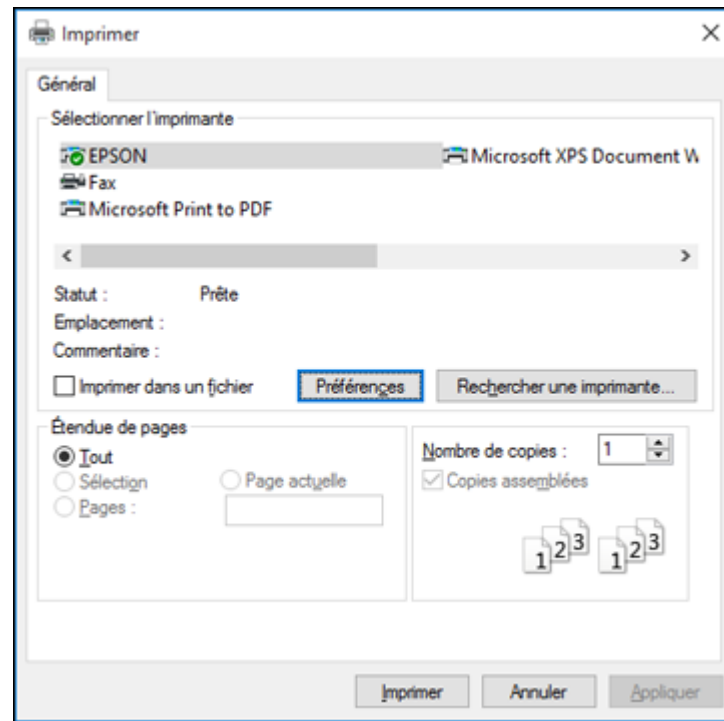 Imprimer
Général
Sélectionner l'imprimante
EPSON
Microsoft XPS Document W
Fax
Microsoft Print to PDF
Statut : Prête
Emplacement :
Commentaire :
Imprimer dans un fichier
Préférences
Rechercher une imprimante...
Étendue de pages
Tout
Sélection
Page actuelle
Pages :
Nombre de copies : 1
Copies assemblées
1 2 3 1 2 3
Imprimer
Annuler
Appliquer